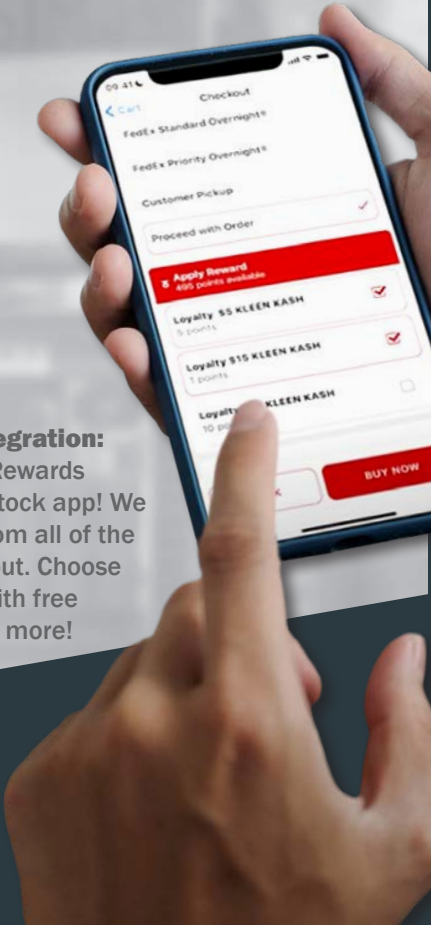 09:41
Cart
Checkout
FedEx Standard Overnight®
FedEx Priority Overnight®
Customer Pickup
Proceed with Order
Apply Reward
495 points available
Loyalty $5 KLEEN KASH
5 points
Loyalty $15 KLEEN KASH
1 points
KLEEN KASH
10
BUY NOW
egration:
Rewards
tock app! We
om all of the
out. Choose
ith free
more!